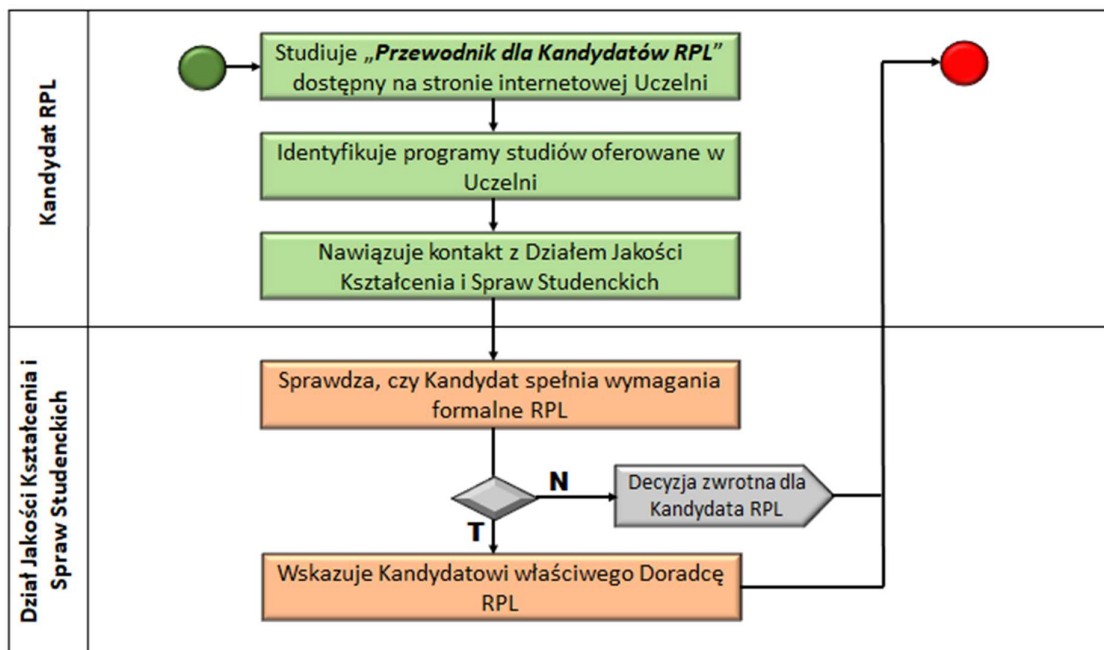 Kandydat RPL
Studiuje „Przewodnik dla Kandydatów RPL”
dostępny na stronie internetowej Uczelni
Identyfikuje programy studiów oferowane w
Uczelni
Nawiązuje kontakt z Działem Jakości
Kształcenia i Spraw Studenckich
Dział Jakości Kształcenia i
Spraw Studenckich
Sprawdza, czy Kandydat spełnia wymagania
formalne RPL
N
Decyzja zwrotna dla
Kandydata RPL
T
Wskazuje Kandydatowi właściwego Doradcę
RPL